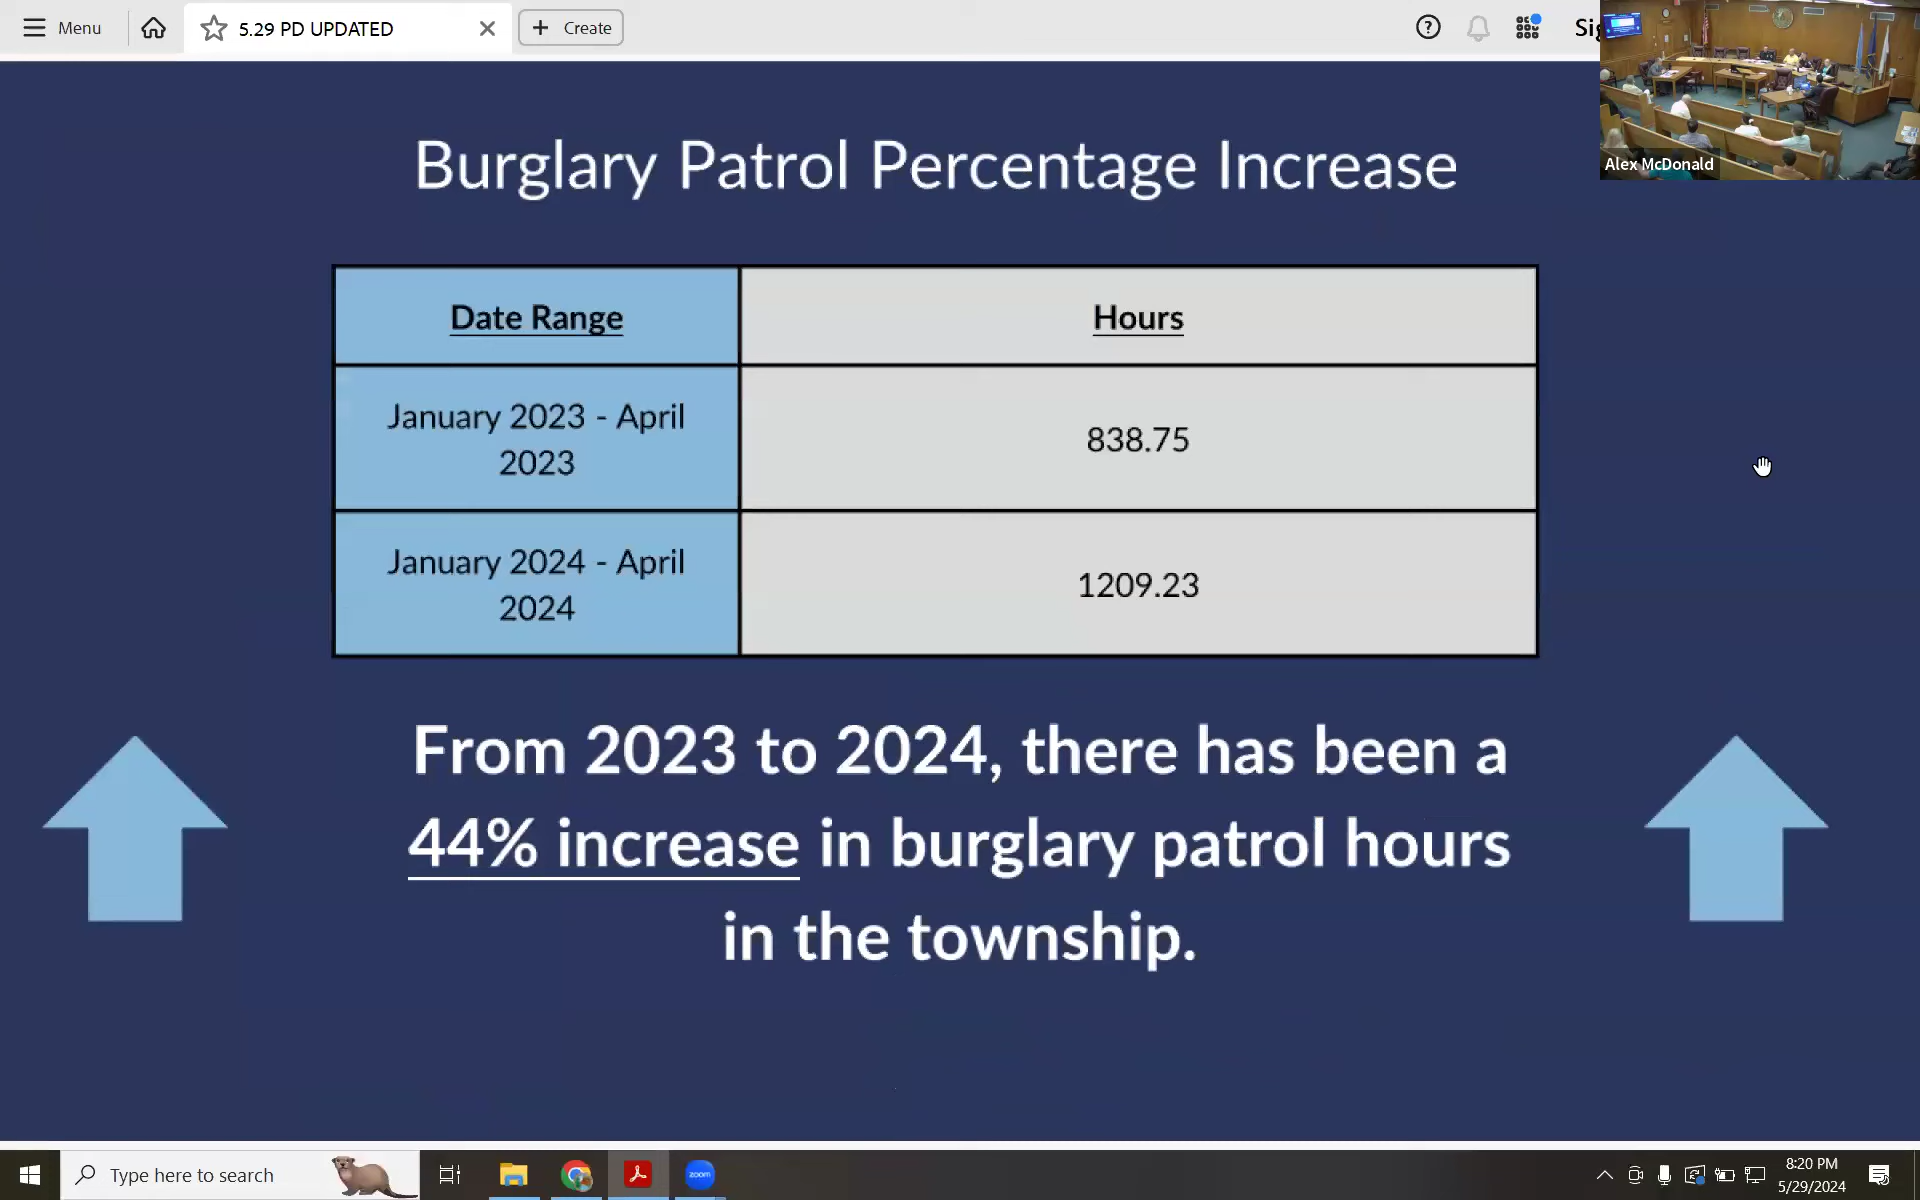 Menu
5.29 PD UPDATED
Create
Alex McDonald
Burglary Patrol Percentage Increase
Date Range
Hours
January 2023 - April
2023
838.75
January 2024 - April
2024
1209.23
From 2023 to 2024, there has been a
44% increase in burglary patrol hours
in the township.
Type here to search
zoom
8:20 PM
5/29/2024